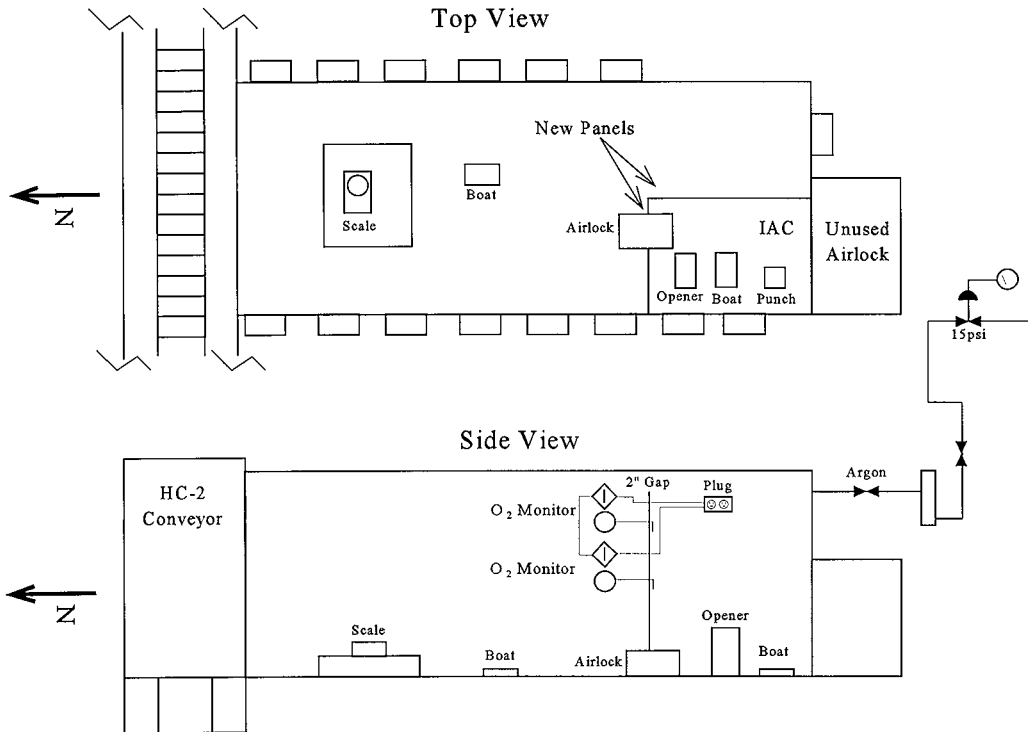 Top View
New Panels
N
Boat
Scale
Airlock
IAC
Unused
Airlock
Opener
Boat
Punch
15psi
Side View
HC-2
Conveyor
2" Gap
Plug
Argon
O2 Monitor
O2 Monitor
N
Scale
Boat
Airlock
Opener
Boat